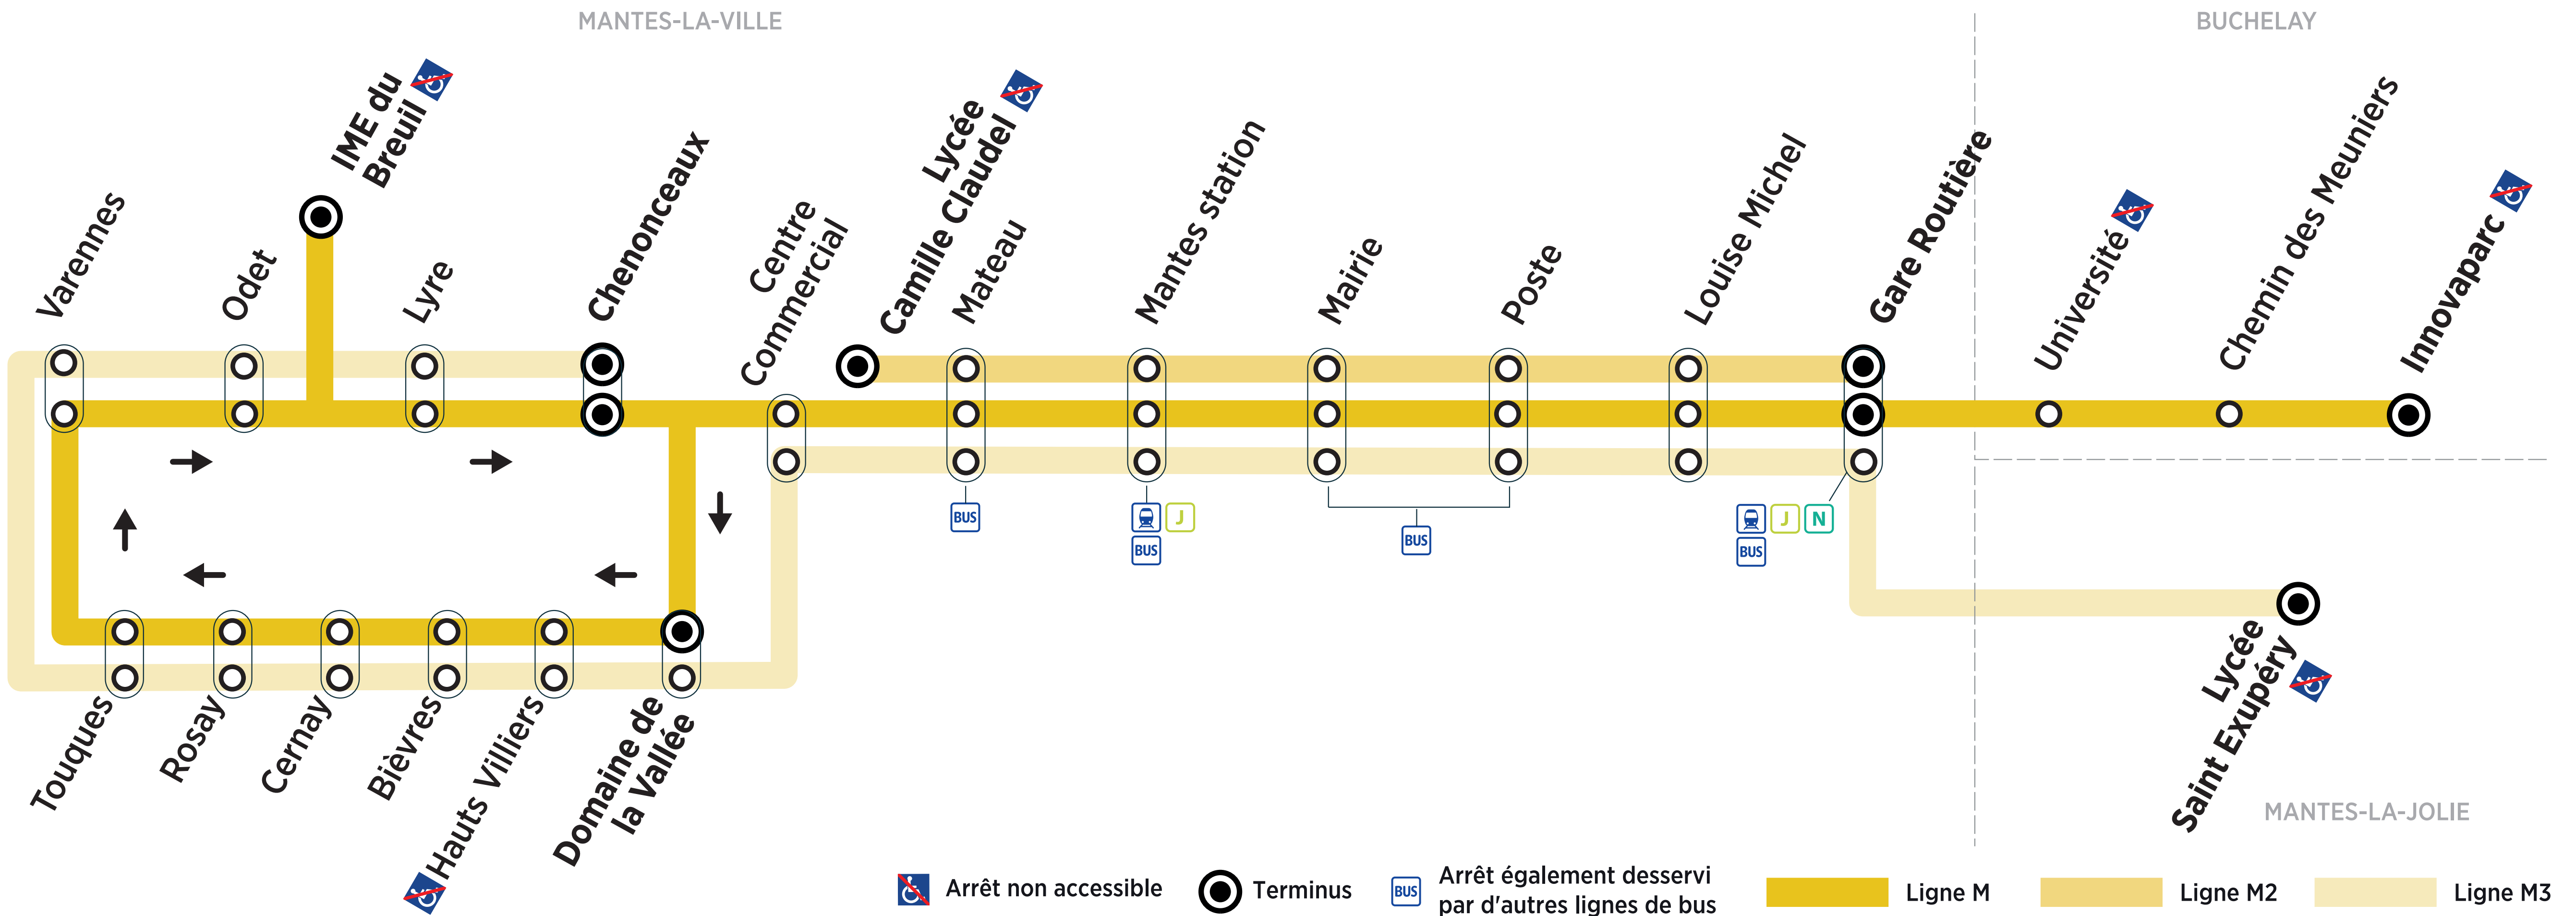 MANTES-LA-VILLE
BUCHELAY
Varennes
Odet
IME du
Breuil
Lyre
Chenonceaux
Centre
Commercial
Lycée
Camille Claudel
Mateau
Mantes station
Mairie
Poste
Louise Michel
Gare Routière
Université
Chemin des Meuniers
Innovaparc
BUS
J
BUS
BUS
J
N
BUS
Touques
Rosay
Cernay
Bièvres
Hauts Villiers
Domaine de
la Vallée
Lycée
Saint Exupéry
MANTES-LA-JOLIE
Arrêt non accessible
Terminus
BUS
Arrêt également desservi
par d'autres lignes de bus
Ligne M
Ligne M2
Ligne M3